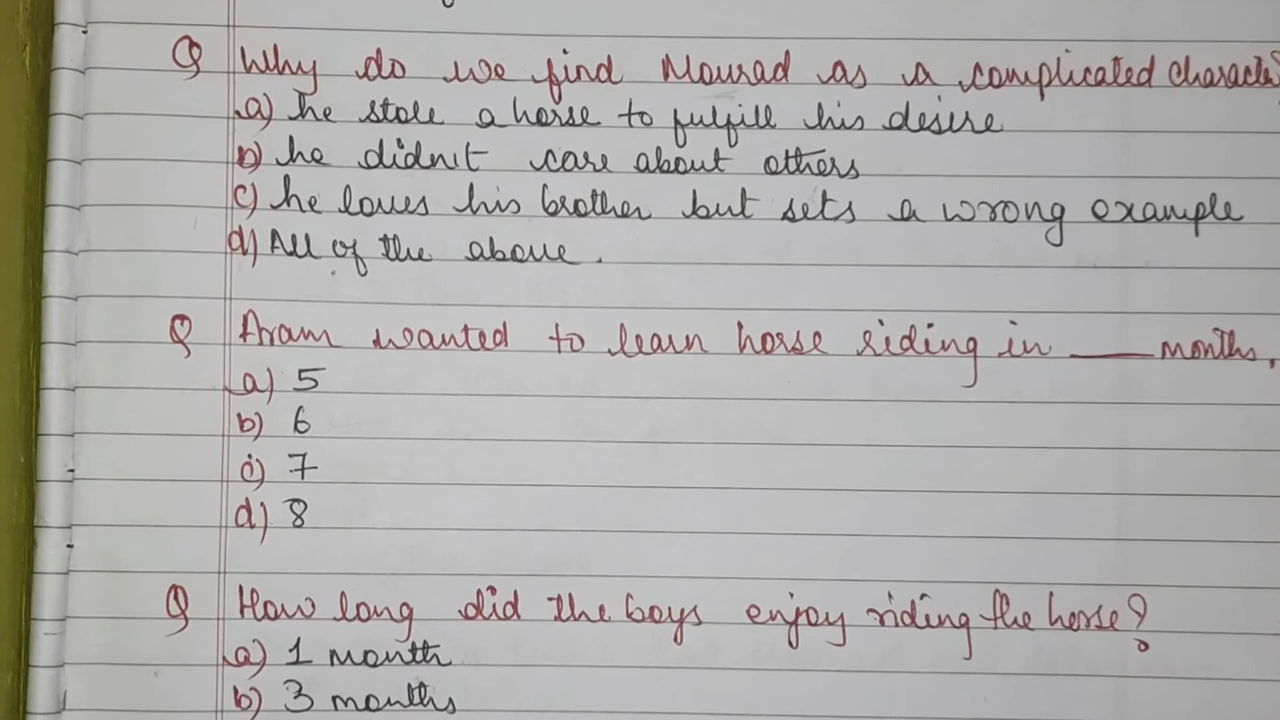 Q Why do we find Mourad as a complicated character?
a) he stole a horse to fulfill his desire
b) he didn't care about others
c) he loves his brother but sets a wrong example
d) All of the above.
Q Aram wanted to learn horse riding in ___ months.
a) 5
b) 6
c) 7
d) 8
Q How long did the boys enjoy riding the horse?
a) 1 month
b) 3 months